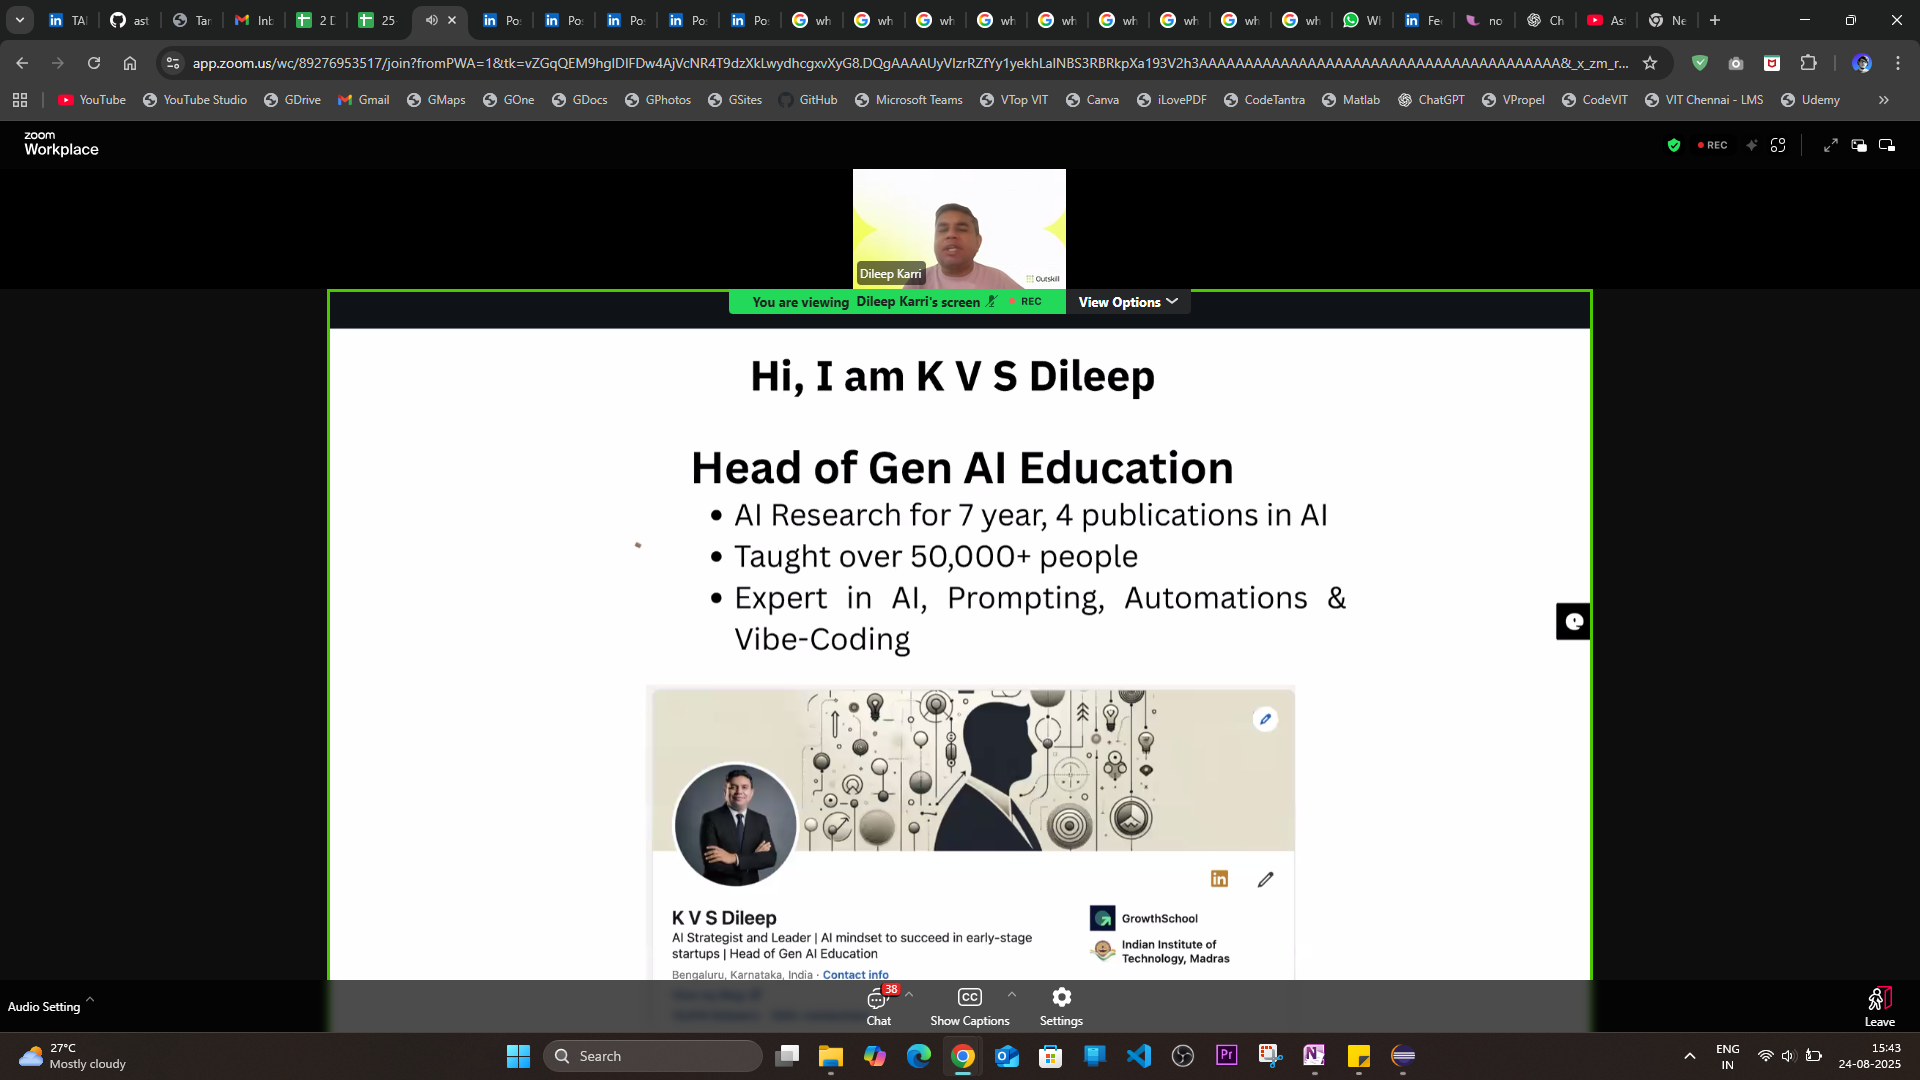 TA
ast
Tar
Inb
2 D
25-
Po
Po
Po
Po
Po
wh
wh
wh
wh
wh
wh
wh
wh
wh
Wh
Fe
no
Ch
As
Ne
app.zoom.us/wc/89276953517/join?fromPWA=1&tk=
YouTube
YouTube Studio
GDrive
Gmail
GMaps
GOne
GDocs
GPhotos
GSites
GitHub
Microsoft Teams
VTop VIT
Canva
iLovePDF
CodeTantra
Matlab
ChatGPT
VPropel
CodeVIT
VIT Chennai - LMS
Udemy
zoom
Workplace
REC
Dileep Karri
Outskill
You are viewing Dileep Karri's screen
REC
View Options
Hi, I am K V S Dileep
Head of Gen AI Education
• AI Research for 7 year, 4 publications in AI
• Taught over 50,000+ people
• Expert in AI, Prompting, Automations &
Vibe-Coding
in
K V S Dileep
AI Strategist and Leader | AI mindset to succeed in early-stage
startups | Head of Gen AI Education
Bengaluru, Karnataka, India · Contact info
GrowthSchool
Indian Institute of
Technology, Madras
Audio Setting
38
Chat
CC
Show Captions
Settings
Leave
27°C
Mostly cloudy
Search
Pr
ENG
IN
15:43
24-08-2025